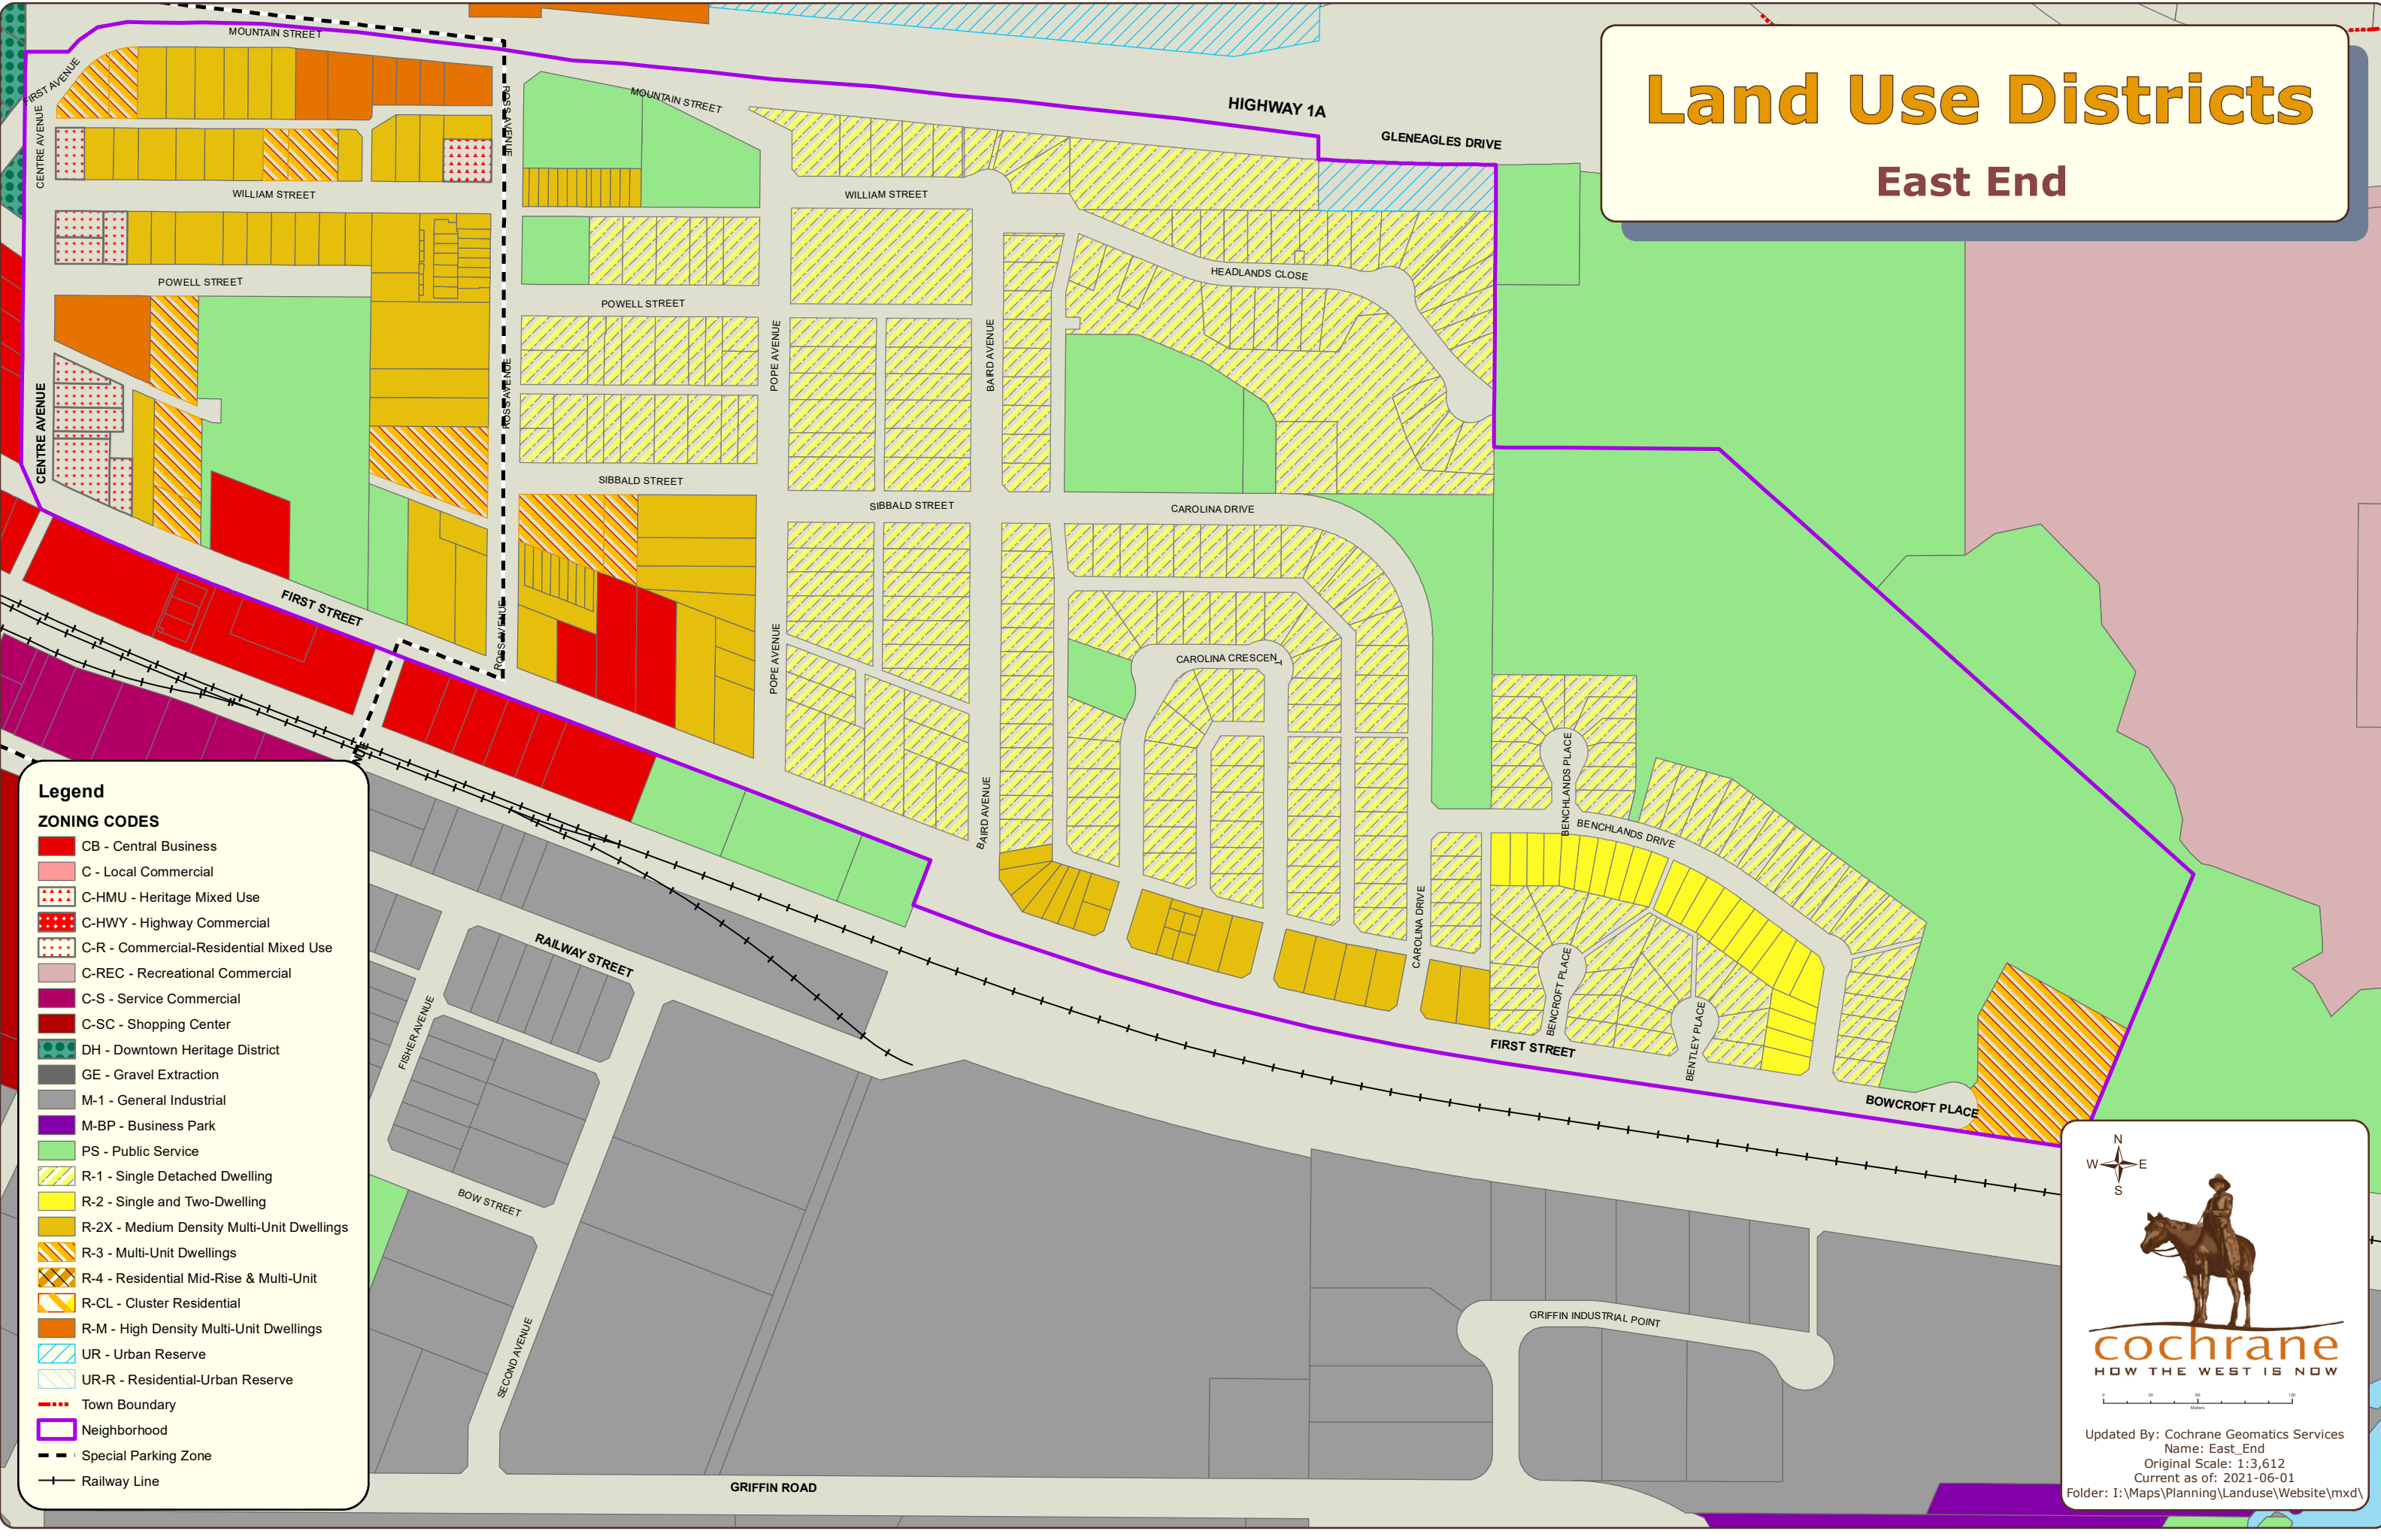 Land Use Districts
East End
MOUNTAIN STREET
FIRST AVENUE
CENTRE AVENUE
ROSS AVENUE
MOUNTAIN STREET
HIGHWAY 1A
GLENEAGLES DRIVE
WILLIAM STREET
WILLIAM STREET
POWELL STREET
POWELL STREET
HEADLANDS CLOSE
POPE AVENUE
BAIRD AVENUE
CENTRE AVENUE
ROSS AVENUE
SIBBALD STREET
SIBBALD STREET
CAROLINA DRIVE
FIRST STREET
ROSS AVENUE
POPE AVENUE
CAROLINA CRESCENT
BENCHLANDS PLACE
BENCHLANDS DRIVE
BAIRD AVENUE
CAROLINA DRIVE
BENCROFT PLACE
BENTLEY PLACE
FIRST STREET
BOWCROFT PLACE
RAILWAY STREET
FISHER AVENUE
BOW STREET
SECOND AVENUE
GRIFFIN INDUSTRIAL POINT
GRIFFIN ROAD
Legend
ZONING CODES
CB - Central Business
C - Local Commercial
C-HMU - Heritage Mixed Use
C-HWY - Highway Commercial
C-R - Commercial-Residential Mixed Use
C-REC - Recreational Commercial
C-S - Service Commercial
C-SC - Shopping Center
DH - Downtown Heritage District
GE - Gravel Extraction
M-1 - General Industrial
M-BP - Business Park
PS - Public Service
R-1 - Single Detached Dwelling
R-2 - Single and Two-Dwelling
R-2X - Medium Density Multi-Unit Dwellings
R-3 - Multi-Unit Dwellings
R-4 - Residential Mid-Rise & Multi-Unit
R-CL - Cluster Residential
R-M - High Density Multi-Unit Dwellings
UR - Urban Reserve
UR-R - Residential-Urban Reserve
Town Boundary
Neighborhood
Special Parking Zone
Railway Line
N
W E
S
cochrane
HOW THE WEST IS NOW
Meters
Updated By: Cochrane Geomatics Services
Name: East_End
Original Scale: 1:3,612
Current as of: 2021-06-01
Folder: I:\Maps\Planning\Landuse\Website\mxd\